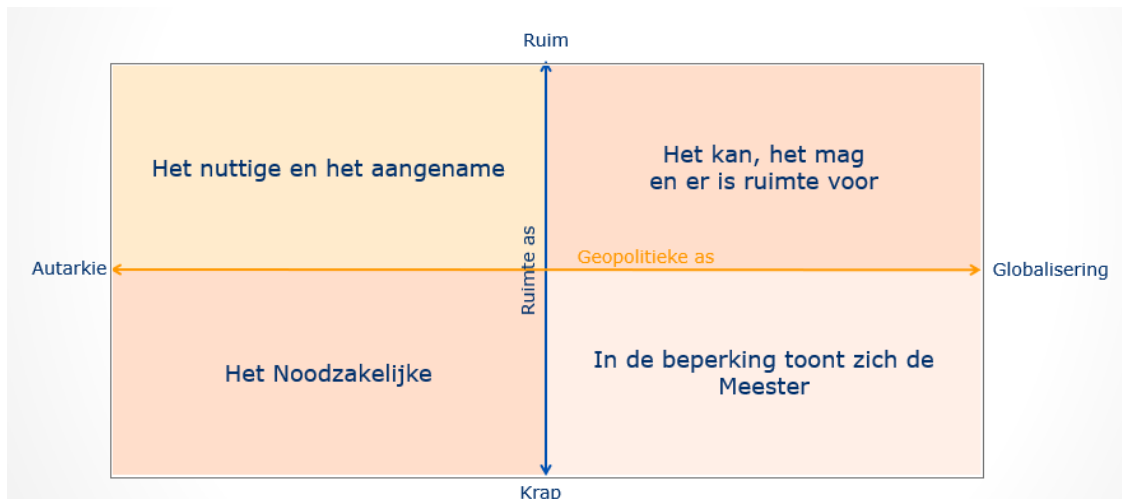 Ruim
Het nuttige en het aangename
Het kan, het mag
en er is ruimte voor
Ruimte as
Geopolitieke as
Autarkie
Globalisering
Het Noodzakelijke
In de beperking toont zich de
Meester
Krap